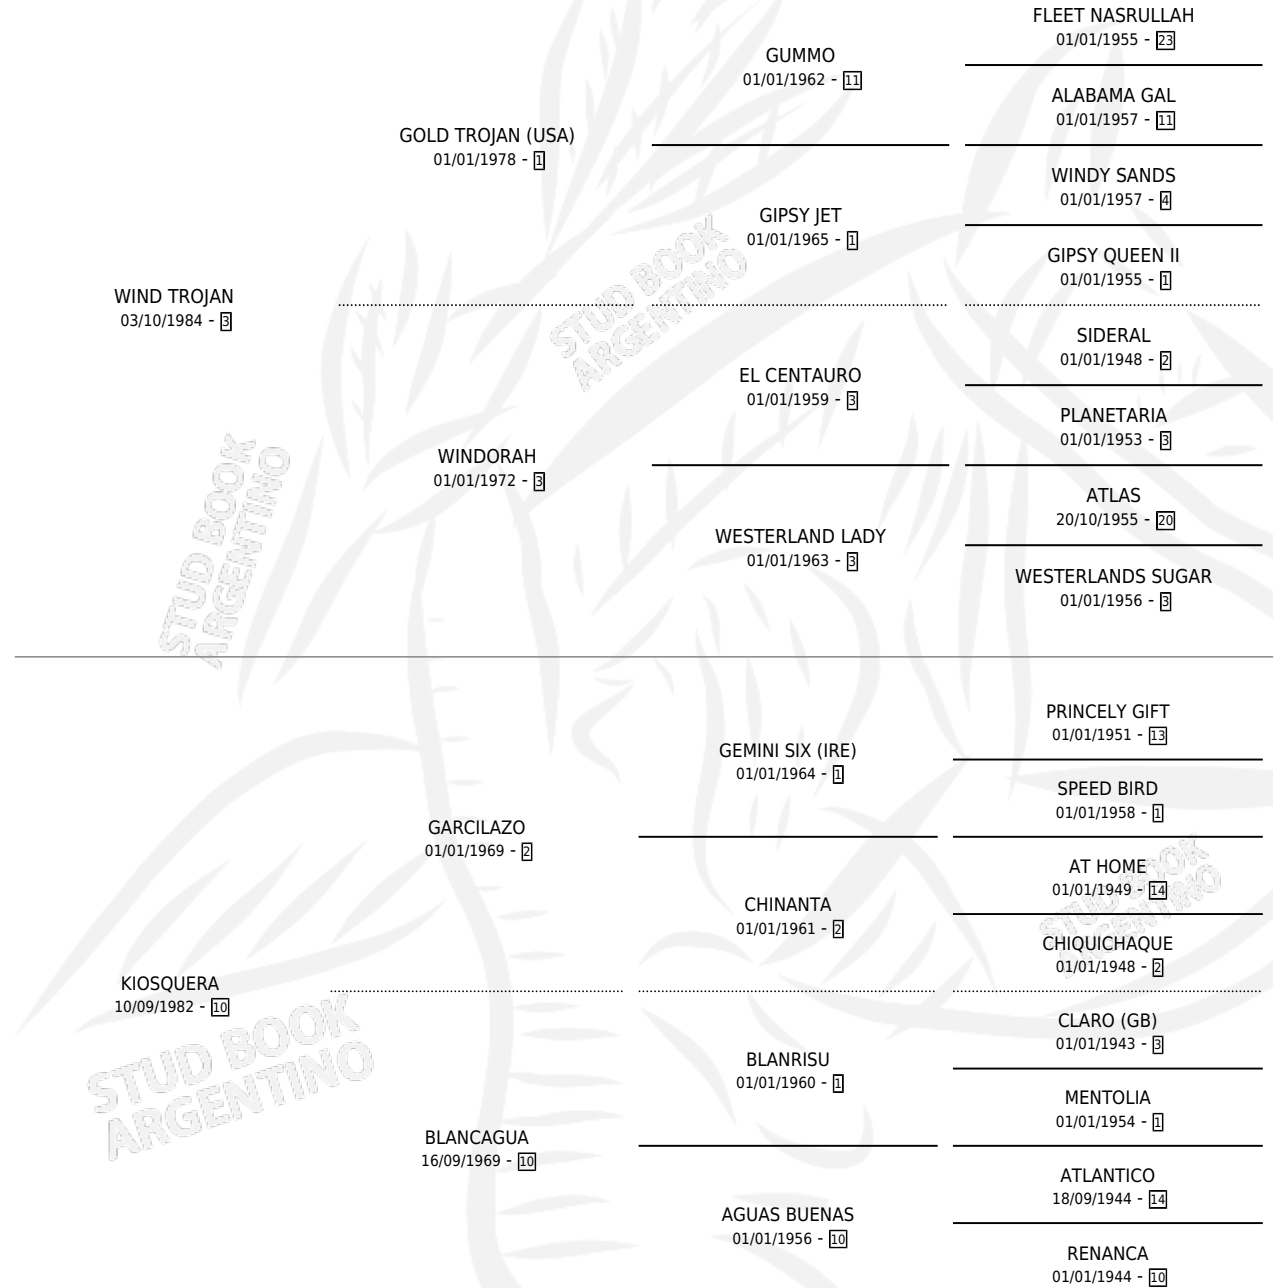 FLEET NASRULLAH
01/01/1955 - 23
GUMMO
01/01/1962 - 11
ALABAMA GAL
01/01/1957 - 11
GOLD TROJAN (USA)
01/01/1978 - 1
WINDY SANDS
01/01/1957 - 4
GIPSY JET
01/01/1965 - 1
GIPSY QUEEN II
01/01/1955 - 1
WIND TROJAN
03/10/1984 - 3
SIDERAL
01/01/1948 - 2
EL CENTAURO
01/01/1959 - 3
PLANETARIA
01/01/1953 - 3
WINDORAH
01/01/1972 - 3
ATLAS
20/10/1955 - 20
WESTERLAND LADY
01/01/1963 - 3
WESTERLANDS SUGAR
01/01/1956 - 3
PRINCELY GIFT
01/01/1951 - 13
GEMINI SIX (IRE)
01/01/1964 - 1
SPEED BIRD
01/01/1958 - 1
GARCILAZO
01/01/1969 - 2
AT HOME
01/01/1949 - 14
CHINANTA
01/01/1961 - 2
CHIQUICHAQUE
01/01/1948 - 2
KIOSQUERA
10/09/1982 - 10
CLARO (GB)
01/01/1943 - 3
BLANRISU
01/01/1960 - 1
MENTOLIA
01/01/1954 - 1
BLANCAGUA
16/09/1969 - 10
ATLANTICO
18/09/1944 - 14
AGUAS BUENAS
01/01/1956 - 10
RENANCA
01/01/1944 - 10
STUD BOOK
ARGENTINO
STUD BOOK
ARGENTINO
STUD BOOK
ARGENTINO
STUD BOOK
ARGENTINO